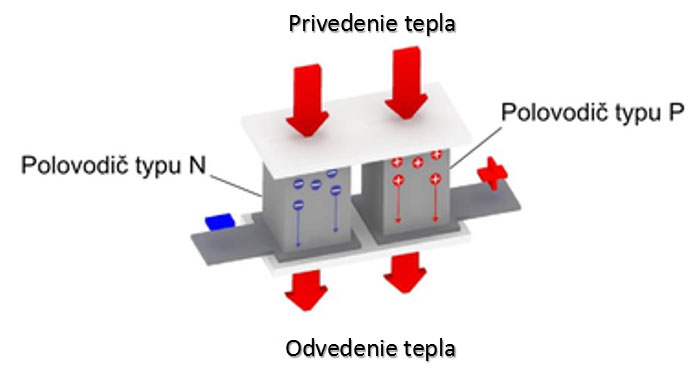 Privedenie tepla
Polovodič typu P
Polovodič typu N
Odvedenie tepla